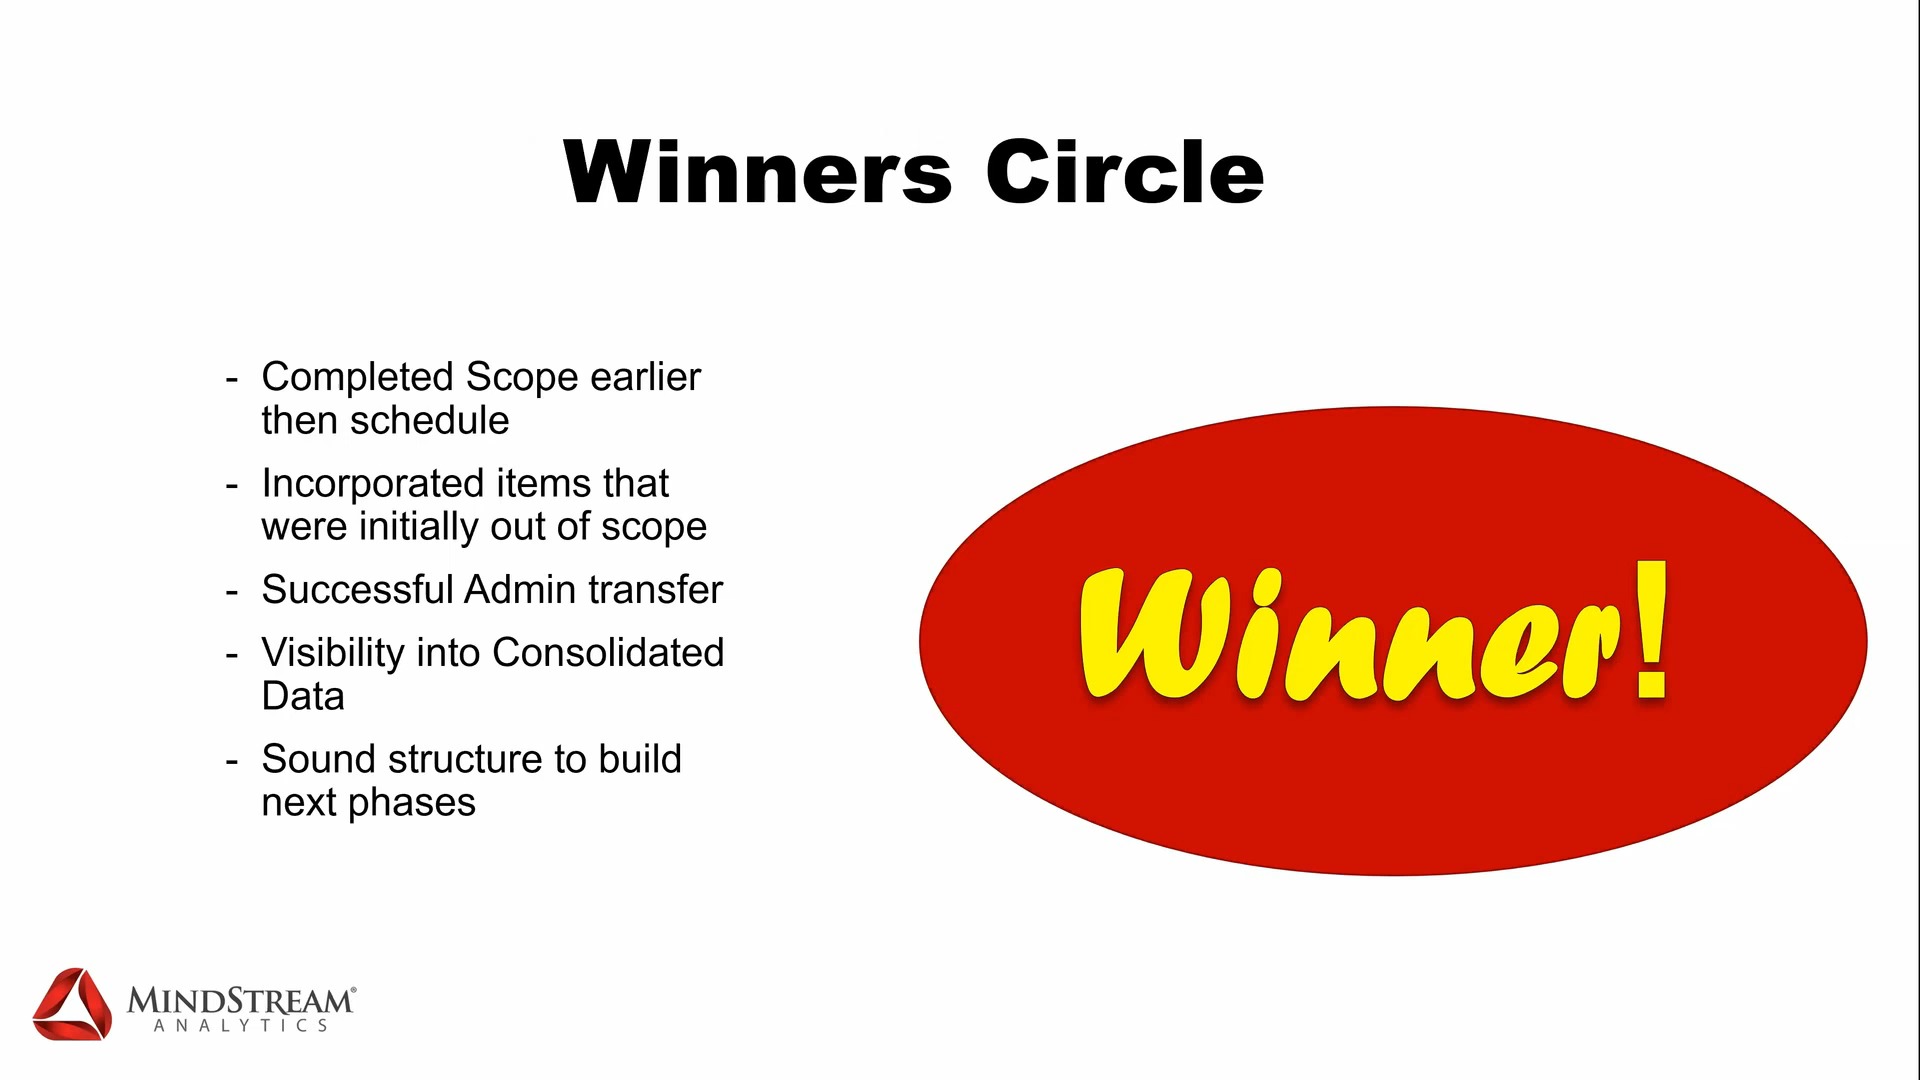 Winners Circle
- Completed Scope earlier
then schedule
- Incorporated items that
were initially out of scope
- Successful Admin transfer
- Visibility into Consolidated
Data
- Sound structure to build
next phases
Winner!
MINDSTREAM®
ANALYTICS